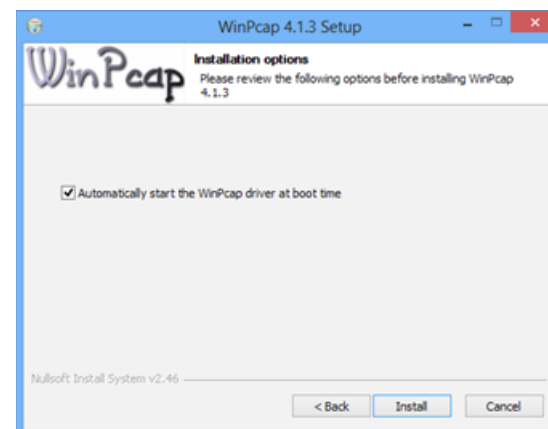 WinPcap 4.1.3 Setup
WinPcap
Installation options
Please review the following options before installing WinPcap
4.1.3
Automatically start the WinPcap driver at boot time
Nullsoft Install System v2.46
< Back Install Cancel